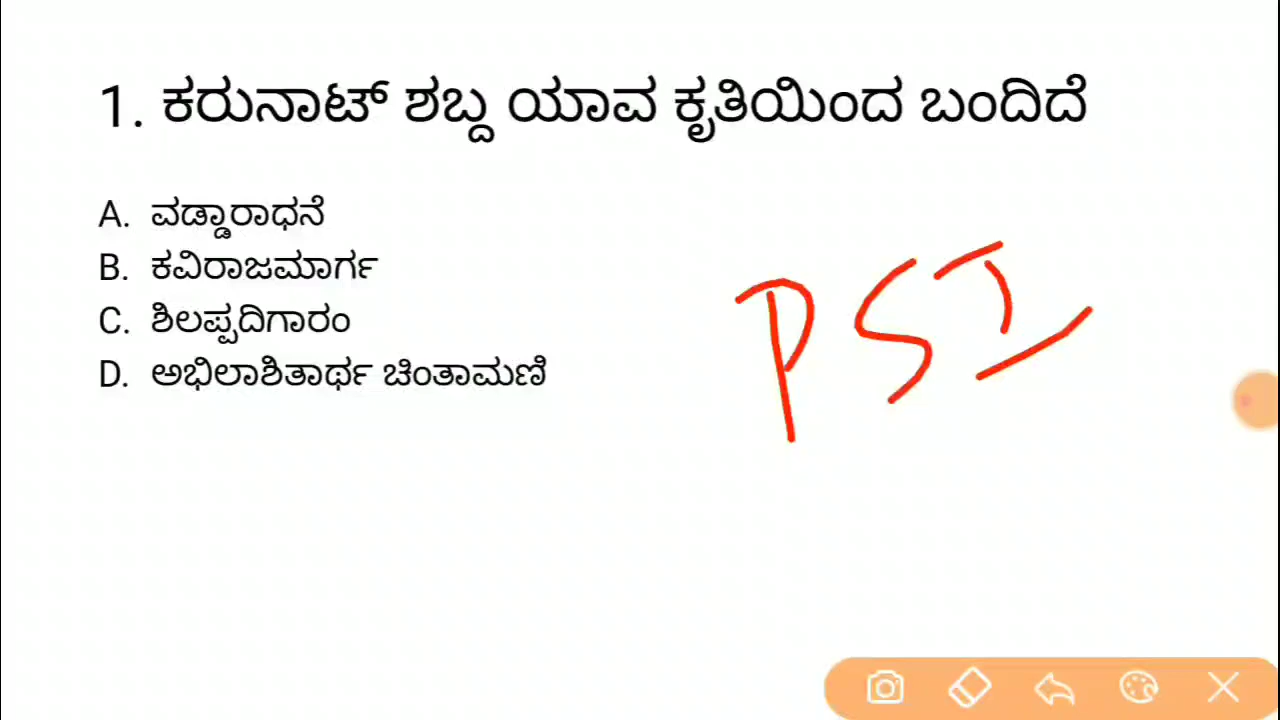 1. ಕರುನಾಟ್ ಶಬ್ದ ಯಾವ ಕೃತಿಯಿಂದ ಬಂದಿದೆ
A. ವಡ್ಡಾರಾಧನೆ
B. ಕವಿರಾಜಮಾರ್ಗ
C. ಶಿಲಪ್ಪದಿಗಾರಂ
D. ಅಭಿಲಾಶಿತಾರ್ಥ ಚಿಂತಾಮಣಿ
PSI